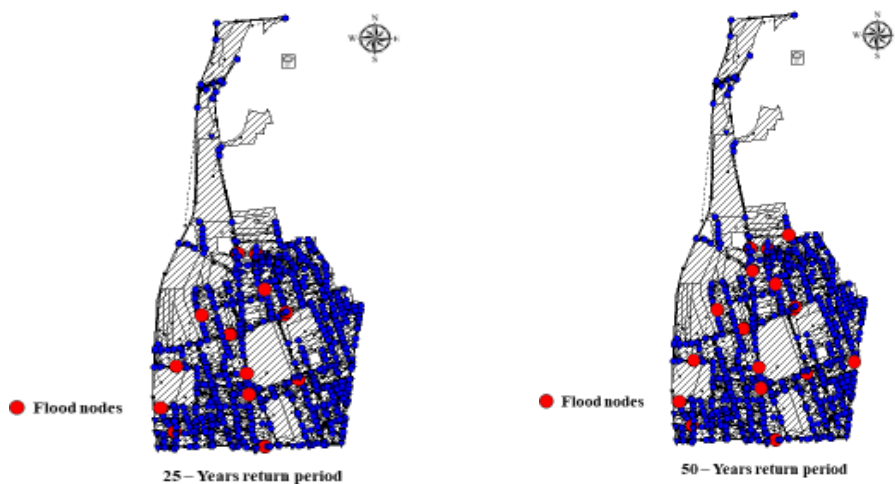 N
W E
S
N
W E
S
Flood nodes
Flood nodes
25 – Years return period
50 – Years return period